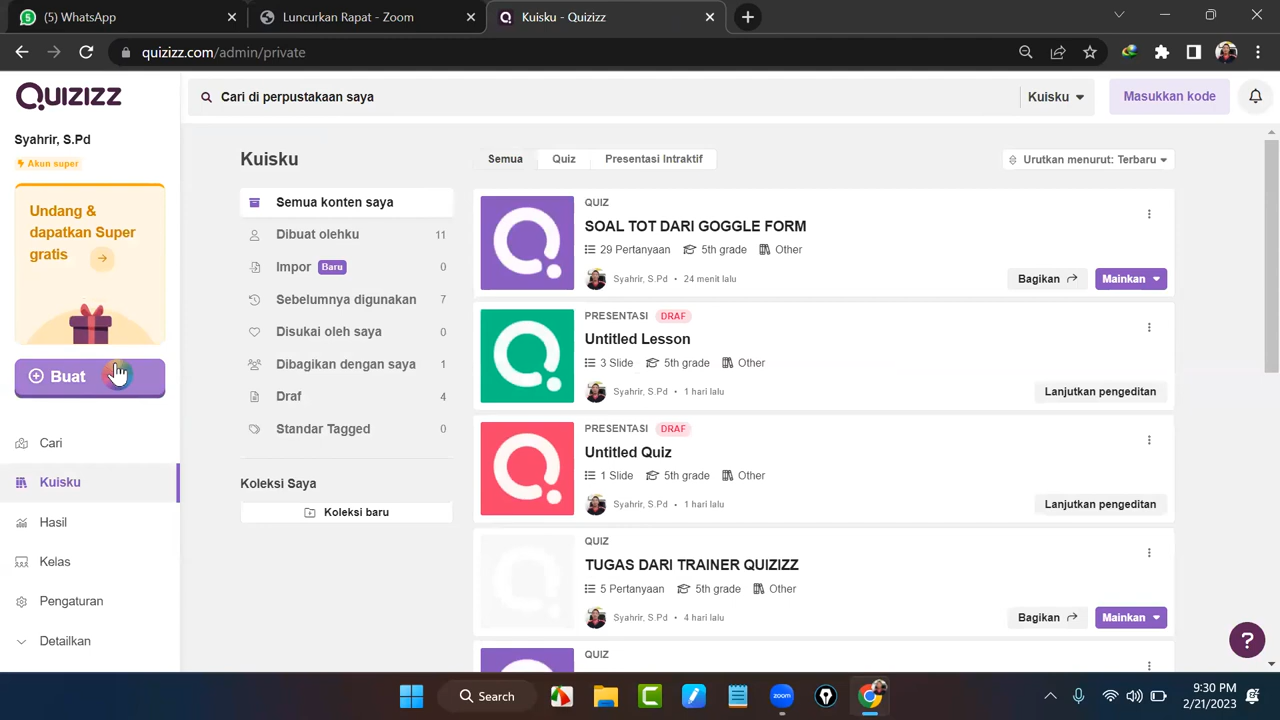 (5) WhatsApp
Luncurkan Rapat - Zoom
Kuisku - Quizizz
quizizz.com/admin/private
QUIZIZZ
Cari di perpustakaan saya
Kuisku
Masukkan kode
Syahrir, S.Pd
Akun super
Undang &
dapatkan Super
gratis
Buat
Cari
Kuisku
Hasil
Kelas
Pengaturan
Detailkan
Kuisku
Semua konten saya
Dibuat olehku 11
Impor Baru 0
Sebelumnya digunakan 7
Disukai oleh saya 0
Dibagikan dengan saya 1
Draf 4
Standar Tagged 0
Koleksi Saya
Koleksi baru
Semua Quiz Presentasi Intraktif
Urutkan menurut: Terbaru
QUIZ
SOAL TOT DARI GOGGLE FORM
29 Pertanyaan 5th grade Other
Syahrir, S.Pd • 24 menit lalu
Bagikan Mainkan
PRESENTASI DRAF
Untitled Lesson
3 Slide 5th grade Other
Syahrir, S.Pd • 1 hari lalu
Lanjutkan pengeditan
PRESENTASI DRAF
Untitled Quiz
1 Slide 5th grade Other
Syahrir, S.Pd • 1 hari lalu
Lanjutkan pengeditan
QUIZ
TUGAS DARI TRAINER QUIZIZZ
5 Pertanyaan 5th grade Other
Syahrir, S.Pd • 4 hari lalu
Bagikan Mainkan
QUIZ
?
Search
zoom
9:30 PM
2/21/2023